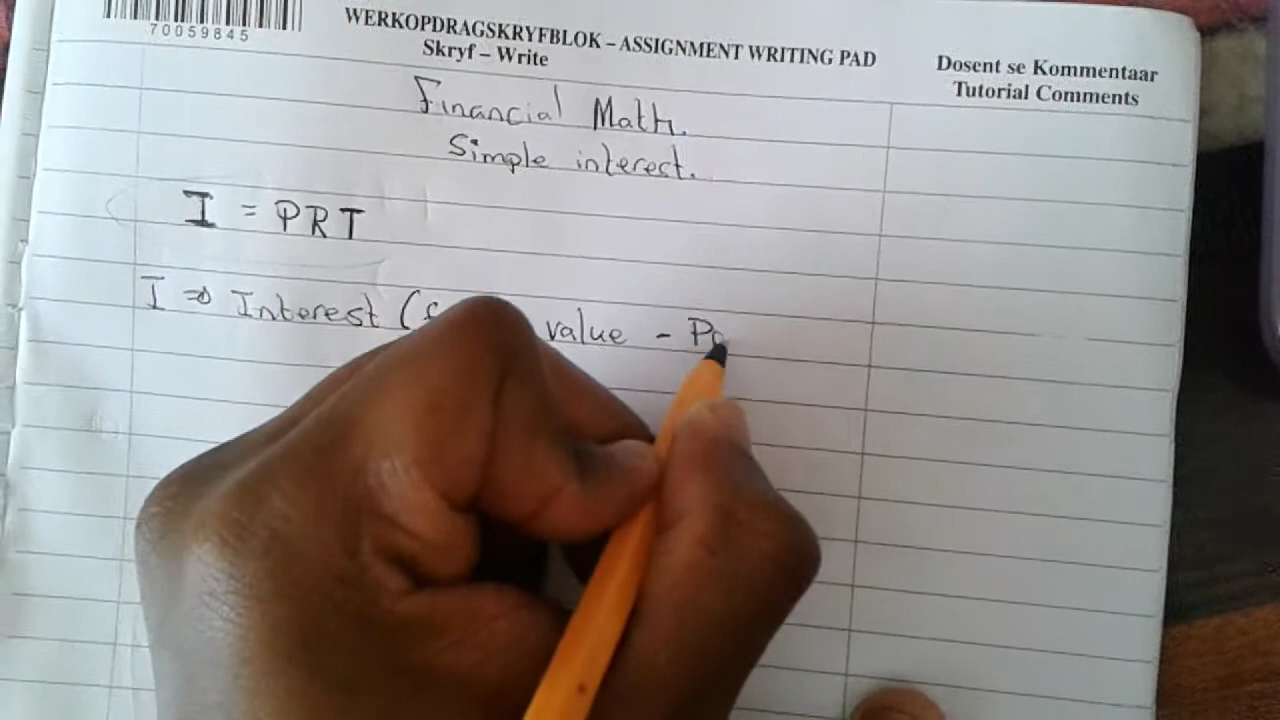 70059845
WERKOPDRAGSKRYFBLOK – ASSIGNMENT WRITING PAD
Skryf – Write
Dosent se Kommentaar
Tutorial Comments
Financial Math.
Simple interest.
I = PRT
I ⇒ Interest ( value -